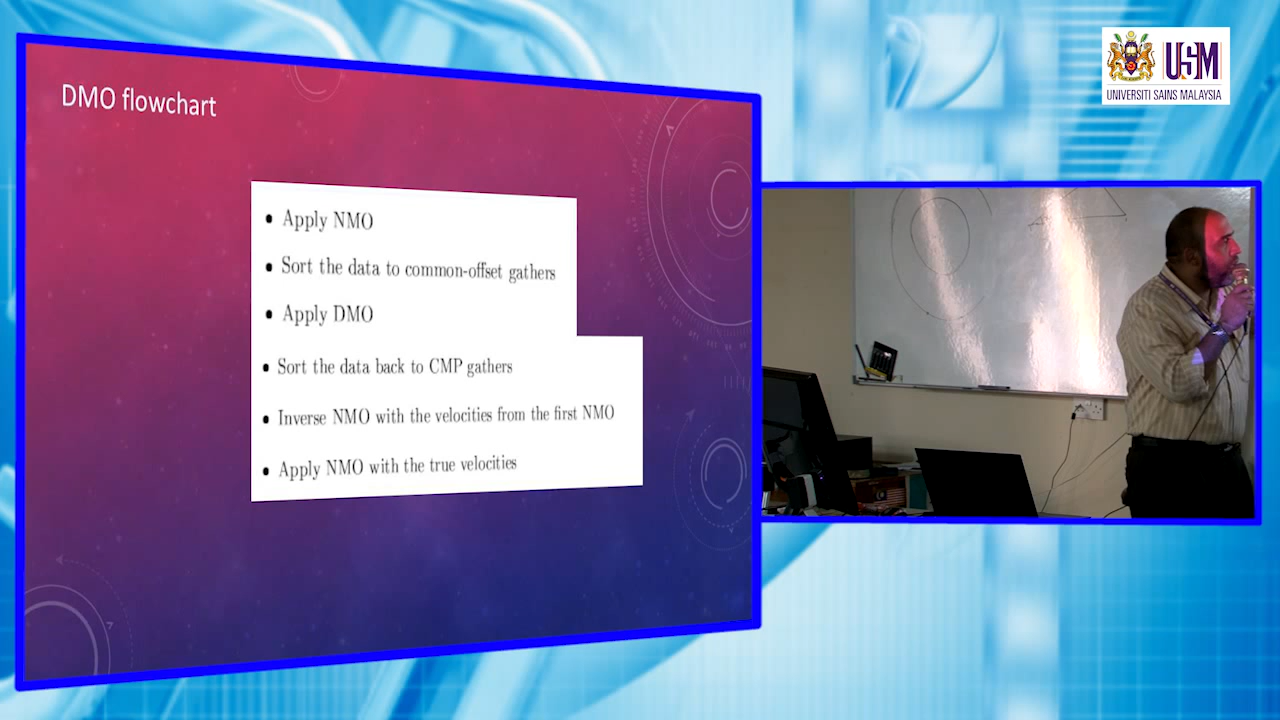 DMO flowchart
• Apply NMO
• Sort the data to common-offset gathers
• Apply DMO
• Sort the data back to CMP gathers
• Inverse NMO with the velocities from the first NMO
• Apply NMO with the true velocities
USM
UNIVERSITI SAINS MALAYSIA